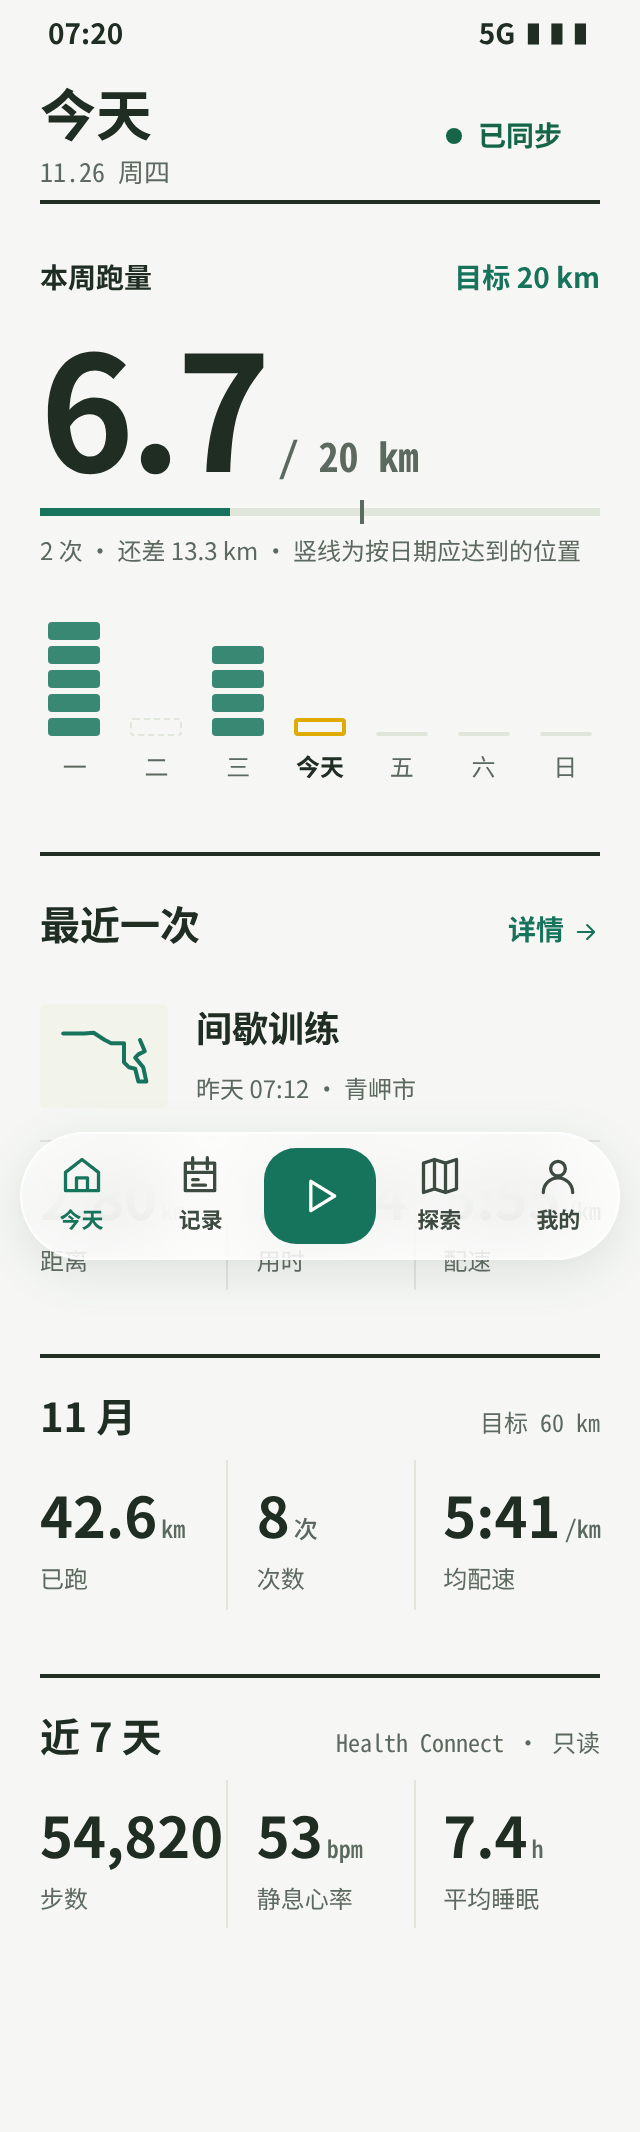 07:20
5G
今天
已同步
11.26 周四
本周跑量
目标 20 km
6.7 / 20 km
2 次 · 还差 13.3 km · 竖线为按日期应达到的位置
一 二 三 今天 五 六 日
最近一次
详情 →
间歇训练
昨天 07:12 · 青岬市
今天 记录 探索 我的
距离 用时 配速
11 月
目标 60 km
42.6 km 8 次 5:41 /km
已跑 次数 均配速
近 7 天
Health Connect · 只读
54,820 53 bpm 7.4 h
步数 静息心率 平均睡眠